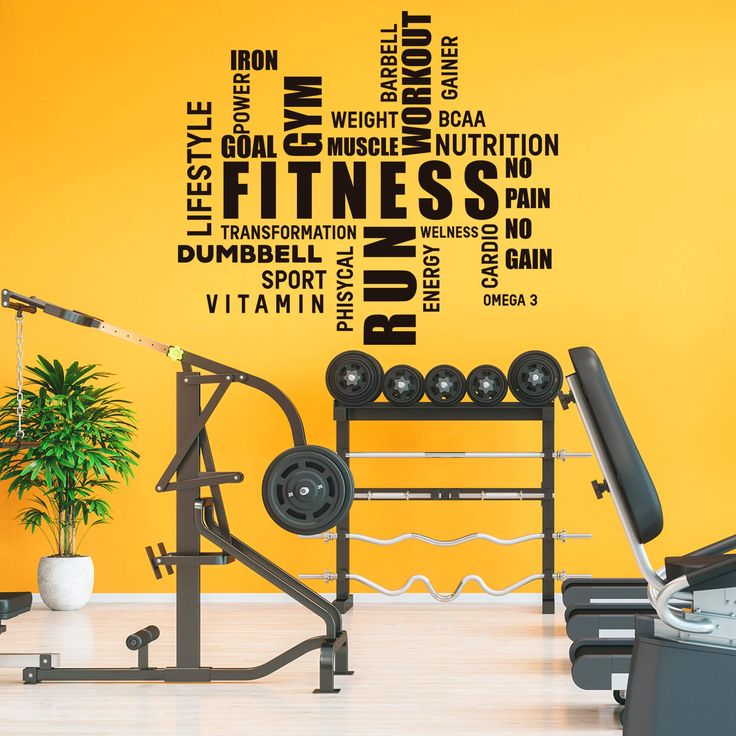 IRON
POWER
LIFESTYLE
GOAL
GYM
WEIGHT
MUSCLE
BARBELL
WORKOUT
GAINER
BCAA
NUTRITION
FITNESS
NO
PAIN
NO
GAIN
TRANSFORMATION
DUMBBELL
SPORT
VITAMIN
PHISYCAL
RUN
WELNESS
ENERGY
CARDIO
OMEGA 3